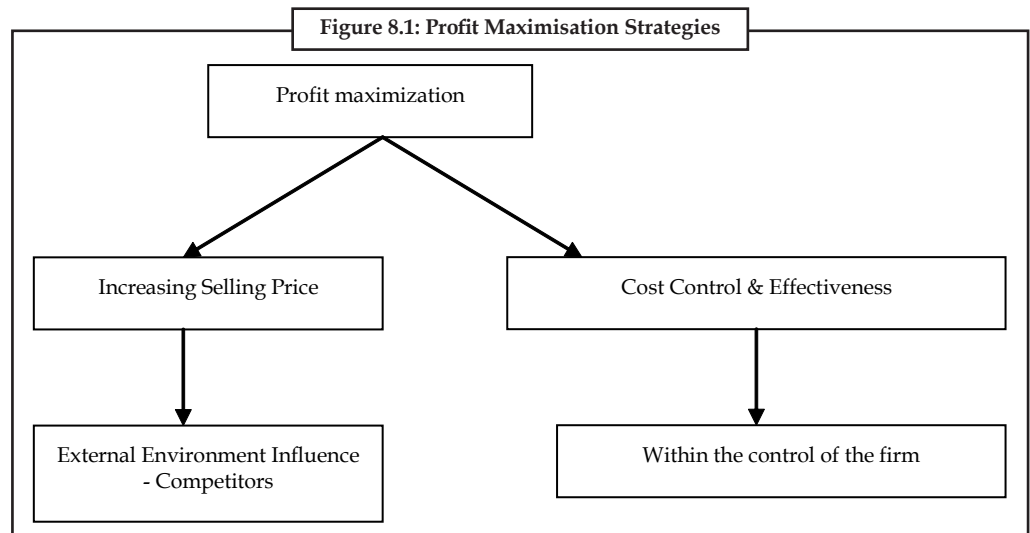 Figure 8.1: Profit Maximisation Strategies
Profit maximization
Increasing Selling Price
Cost Control & Effectiveness
External Environment Influence
- Competitors
Within the control of the firm